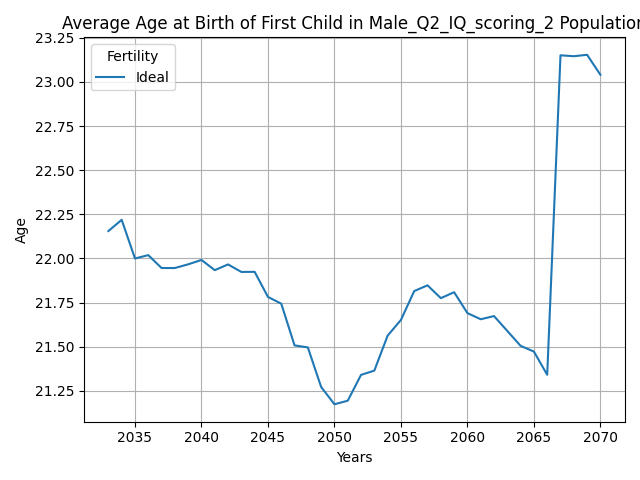 Average Age at Birth of First Child in Male_Q2_IQ_scoring_2 Population
23.25
23.00
22.75
22.50
22.25
22.00
21.75
21.50
21.25
Age
Fertility
Ideal
2035 2040 2045 2050 2055 2060 2065 2070
Years